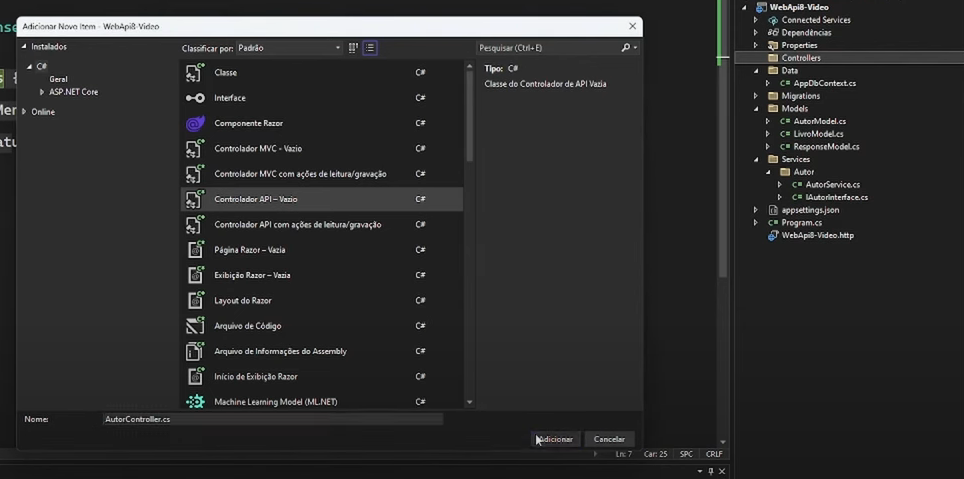 Adicionar Novo Item - WebApi8-Video
Instalados
C#
Geral
ASP.NET Core
Online
Classificar por: Padrão
Pesquisar (Ctrl+E)
Classe C#
Interface C#
Componente Razor C#
Controlador MVC - Vazio C#
Controlador MVC com ações de leitura/gravação C#
Controlador API – Vazio C#
Controlador API com ações de leitura/gravação C#
Página Razor – Vazia C#
Exibição Razor – Vazia C#
Layout do Razor C#
Arquivo de Código C#
Arquivo de Informações do Assembly C#
Início de Exibição Razor C#
Machine Learning Model (ML.NET) C#
Tipo: C#
Classe do Controlador de API Vazia
Nome: AutorController.cs
Adicionar Cancelar
Ln: 7 Car: 25 SPC CRLF
WebApi8-Video
Connected Services
Dependências
Properties
Controllers
Data
AppDbContext.cs
Migrations
Models
AutorModel.cs
LivroModel.cs
ResponseModel.cs
Services
Autor
AutorService.cs
IAutorInterface.cs
appsettings.json
Program.cs
WebApi8-Video.http